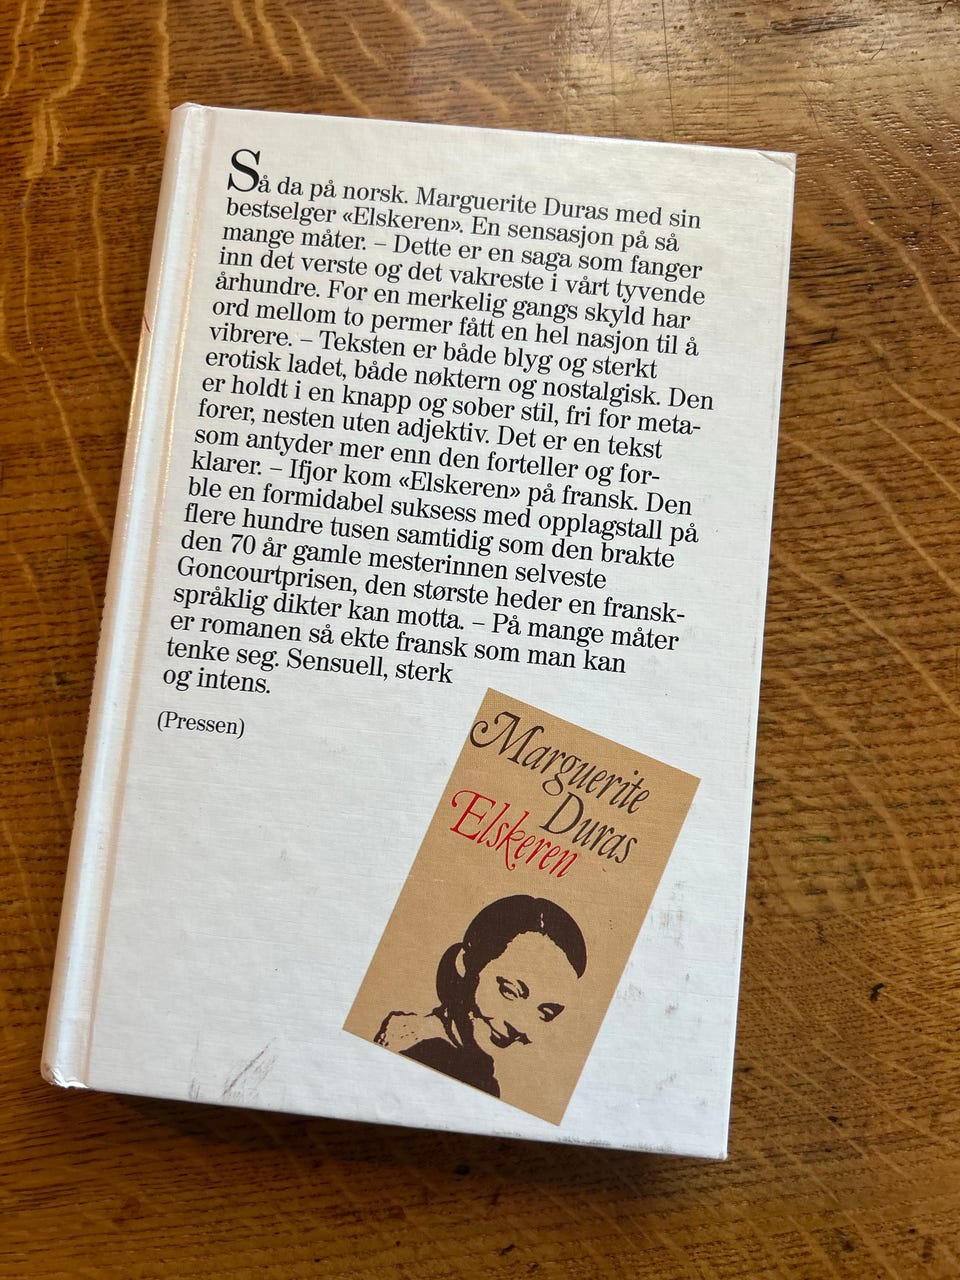 Så da på norsk. Marguerite Duras med sin
bestselger «Elskeren». En sensasjon på så
mange måter. – Dette er en saga som fanger
inn det verste og det vakreste i vårt tyvende
århundre. For en merkelig gangs skyld har
ord mellom to permer fått en hel nasjon til å
vibrere. – Teksten er både blyg og sterkt
erotisk ladet, både nøktern og nostalgisk. Den
er holdt i en knapp og sober stil, fri for meta-
forer, nesten uten adjektiv. Det er en tekst
som antyder mer enn den forteller og for-
klarer. – Ifjor kom «Elskeren» på fransk. Den
ble en formidabel suksess med opplagstall på
flere hundre tusen samtidig som den brakte
den 70 år gamle mesterinnen selveste
Goncourtprisen, den største heder en fransk-
språklig dikter kan motta. – På mange måter
er romanen så ekte fransk som man kan
tenke seg. Sensuell, sterk
og intens.
(Pressen)
Marguerite
Duras
Elskeren